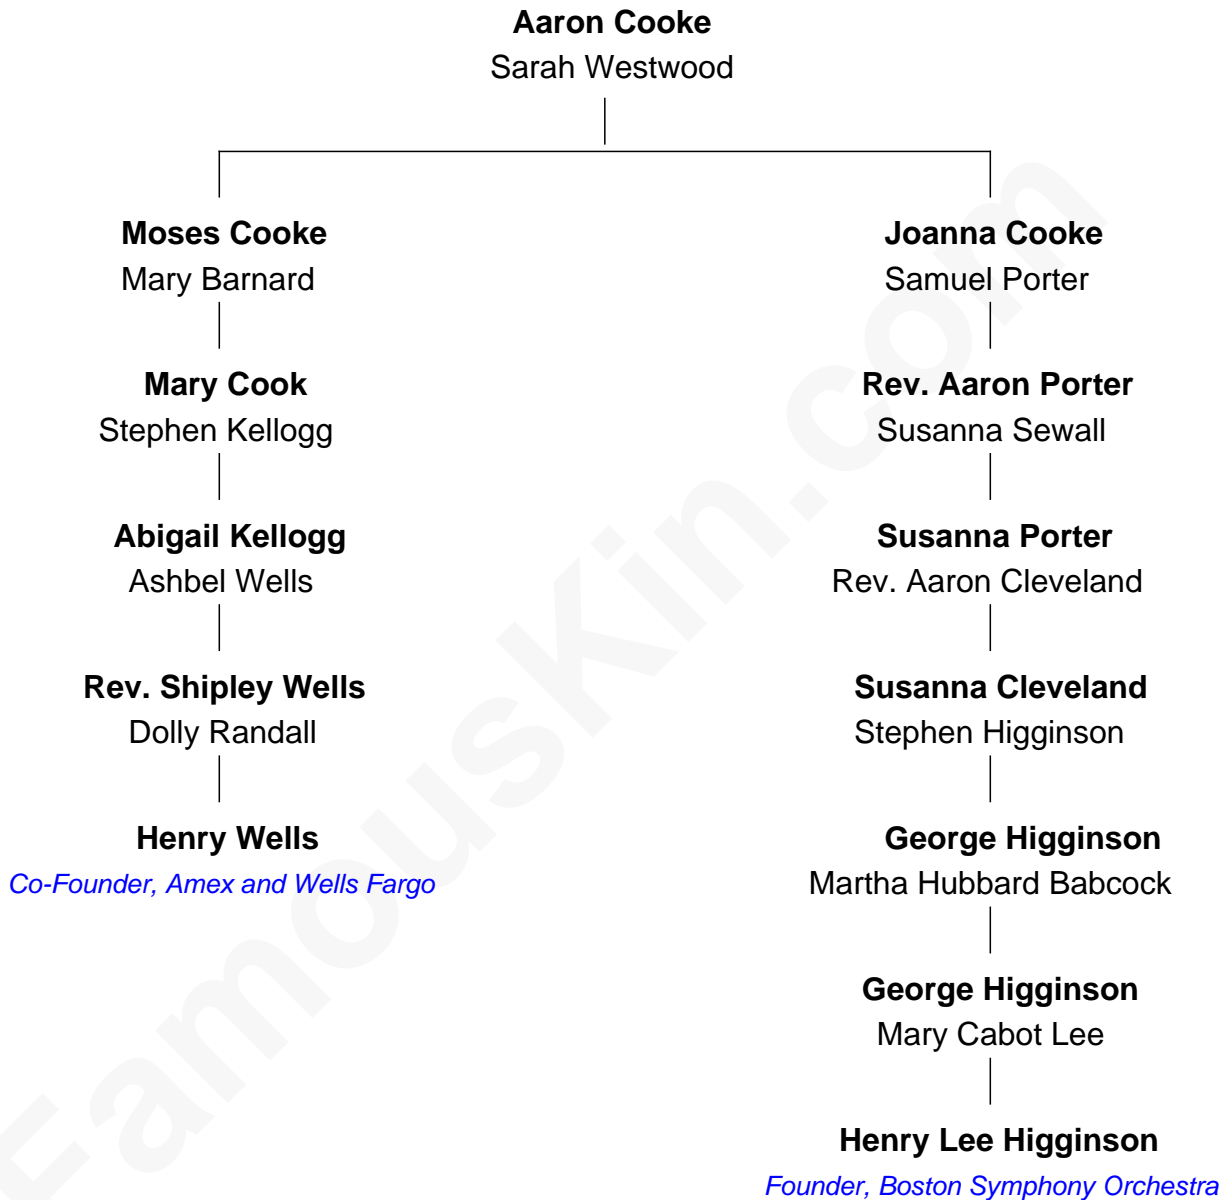 Aaron Cooke
Sarah Westwood
Moses Cooke
Mary Barnard
Joanna Cooke
Samuel Porter
Mary Cook
Stephen Kellogg
Rev. Aaron Porter
Susanna Sewall
Abigail Kellogg
Ashbel Wells
Susanna Porter
Rev. Aaron Cleveland
Rev. Shipley Wells
Dolly Randall
Susanna Cleveland
Stephen Higginson
Henry Wells
Co-Founder, Amex and Wells Fargo
George Higginson
Martha Hubbard Babcock
George Higginson
Mary Cabot Lee
Henry Lee Higginson
Founder, Boston Symphony Orchestra
FamousKin.com